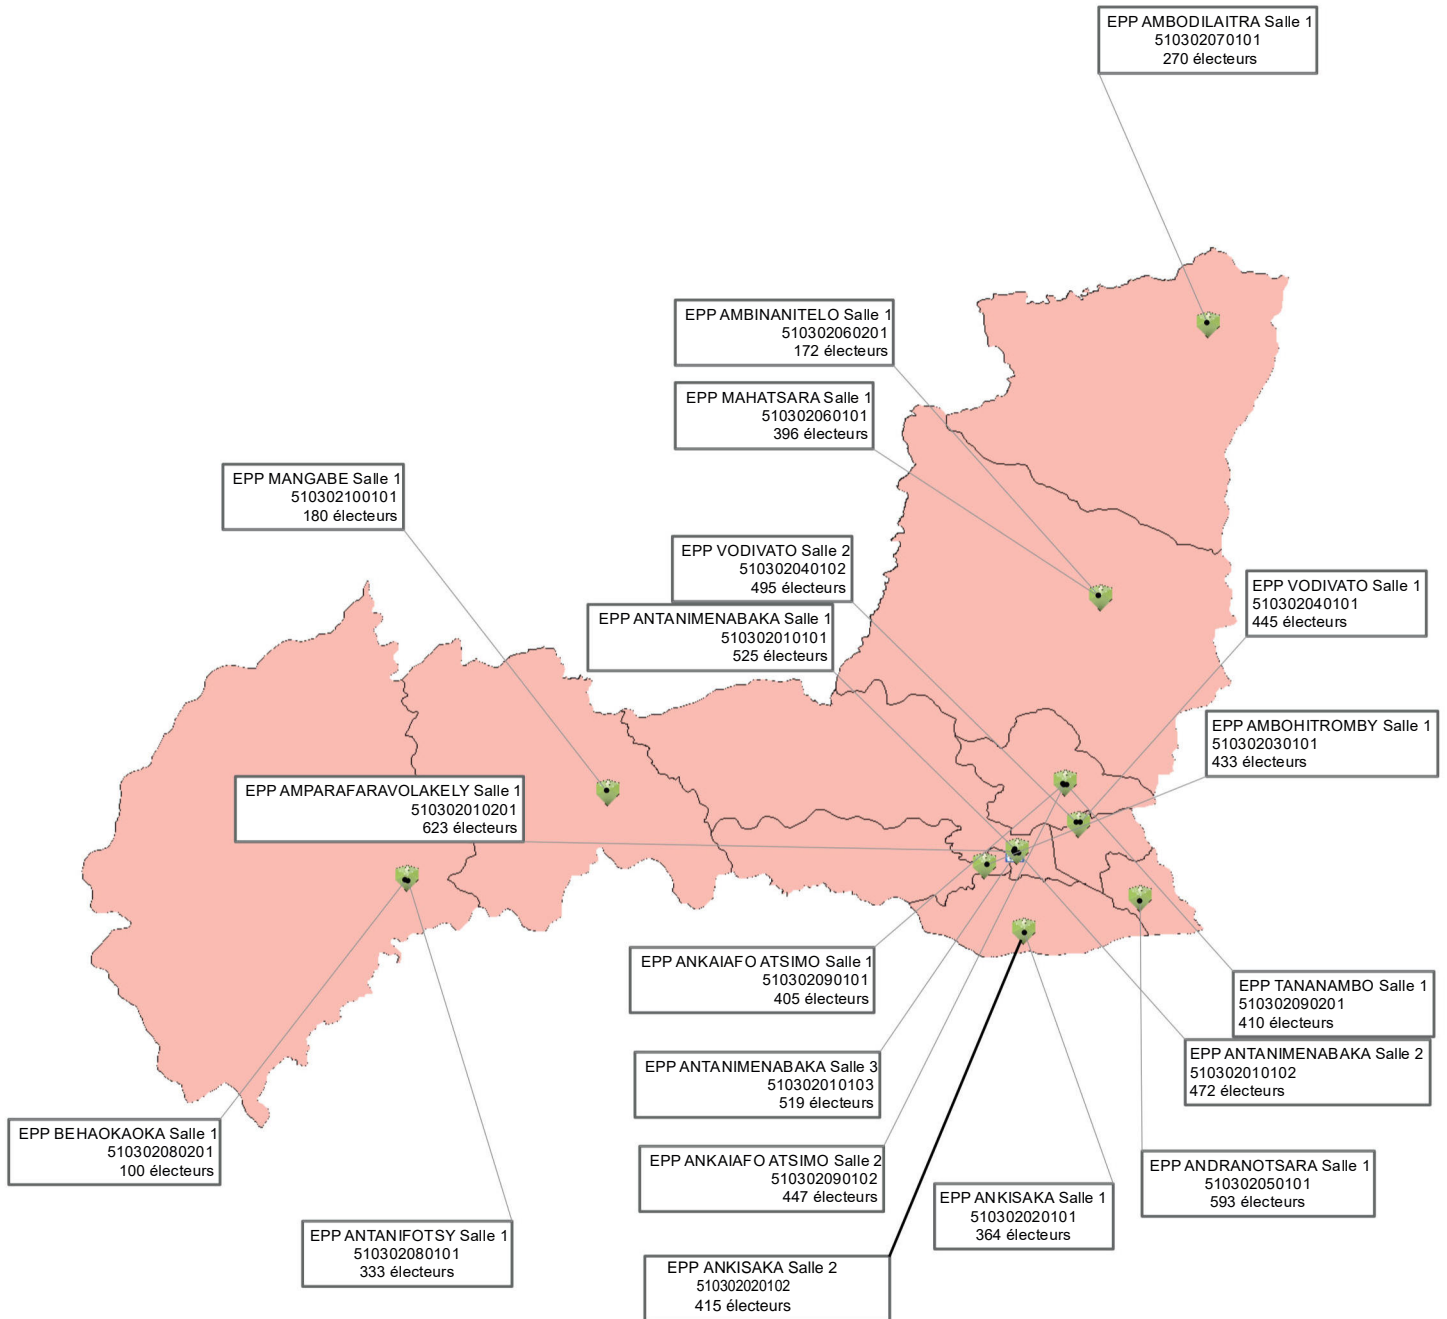 EPP AMBODILAITRA Salle 1
510302070101
270 électeurs
EPP AMBINANITELO Salle 1
510302060201
172 électeurs
EPP MAHATSARA Salle 1
510302060101
396 électeurs
EPP MANGABE Salle 1
510302100101
180 électeurs
EPP VODIVATO Salle 2
510302040102
495 électeurs
EPP VODIVATO Salle 1
510302040101
445 électeurs
EPP ANTANIMENABAKA Salle 1
510302010101
525 électeurs
EPP AMBOHITROMBY Salle 1
510302030101
433 électeurs
EPP AMPARAFARAVOLAKELY Salle 1
510302010201
623 électeurs
EPP ANKAIAFO ATSIMO Salle 1
510302090101
405 électeurs
EPP TANANAMBO Salle 1
510302090201
410 électeurs
EPP ANTANIMENABAKA Salle 2
510302010102
472 électeurs
EPP ANTANIMENABAKA Salle 3
510302010103
519 électeurs
EPP BEHAOKAOKA Salle 1
510302080201
100 électeurs
EPP ANKAIAFO ATSIMO Salle 2
510302090102
447 électeurs
EPP ANDRANOTSARA Salle 1
510302050101
593 électeurs
EPP ANKISAKA Salle 1
510302020101
364 électeurs
EPP ANTANIFOTSY Salle 1
510302080101
333 électeurs
EPP ANKISAKA Salle 2
510302020102
415 électeurs